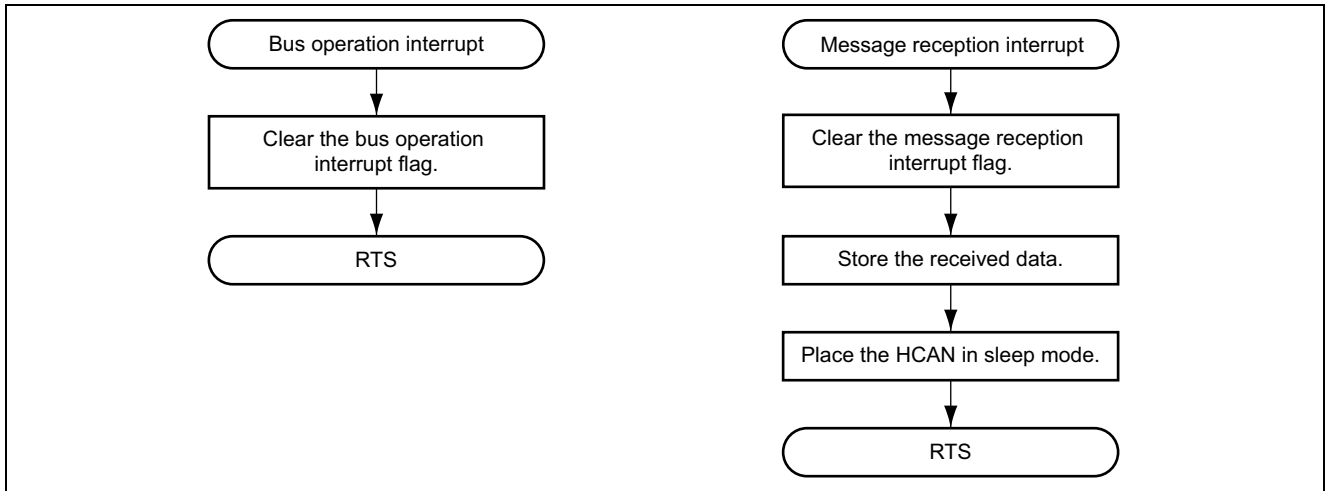 Bus operation interrupt
Clear the bus operation
interrupt flag.
RTS
Message reception interrupt
Clear the message reception
interrupt flag.
Store the received data.
Place the HCAN in sleep mode.
RTS